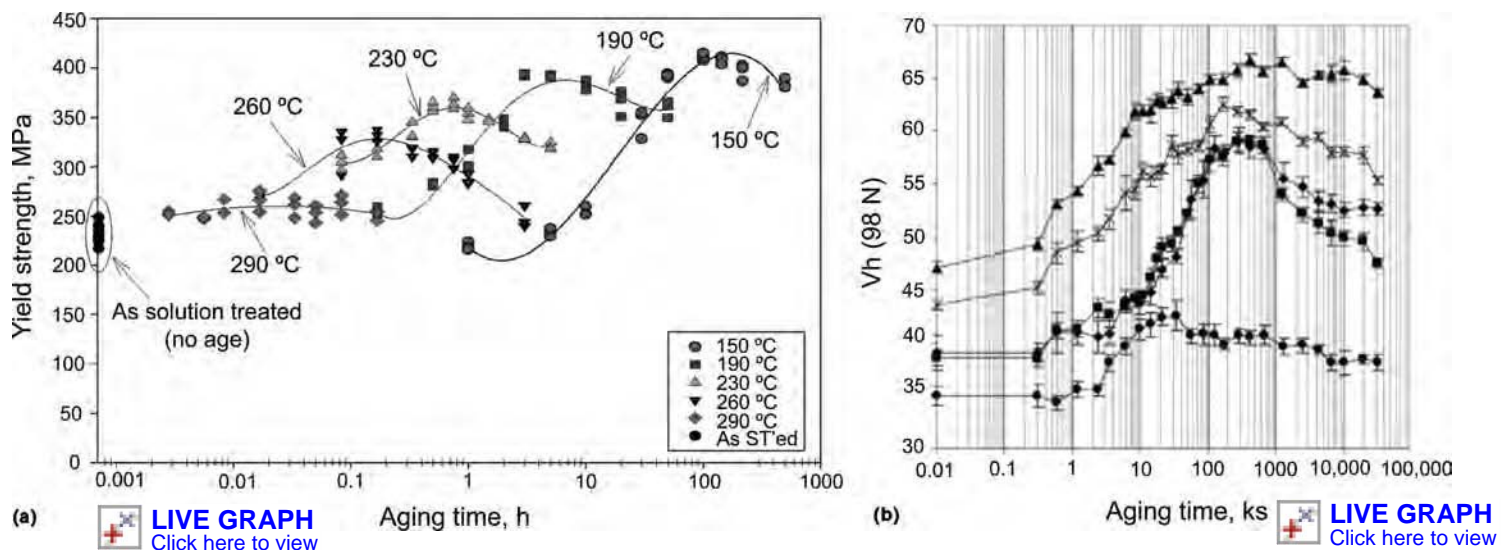 450
400
350
300
250
200
150
100
50
0
Yield strength, MPa
260 ºC
230 ºC
190 ºC
150 ºC
290 ºC
As solution treated
(no age)
150 ºC
190 ºC
230 ºC
260 ºC
290 ºC
As ST'ed
0.001 0.01 0.1 1 10 100 1000
(a)
LIVE GRAPH
Click here to view
Aging time, h
70
65
60
55
50
45
40
35
30
Vh (98 N)
0.01 0.1 1 10 100 1000 10,000 100,000
(b)
Aging time, ks
LIVE GRAPH
Click here to view